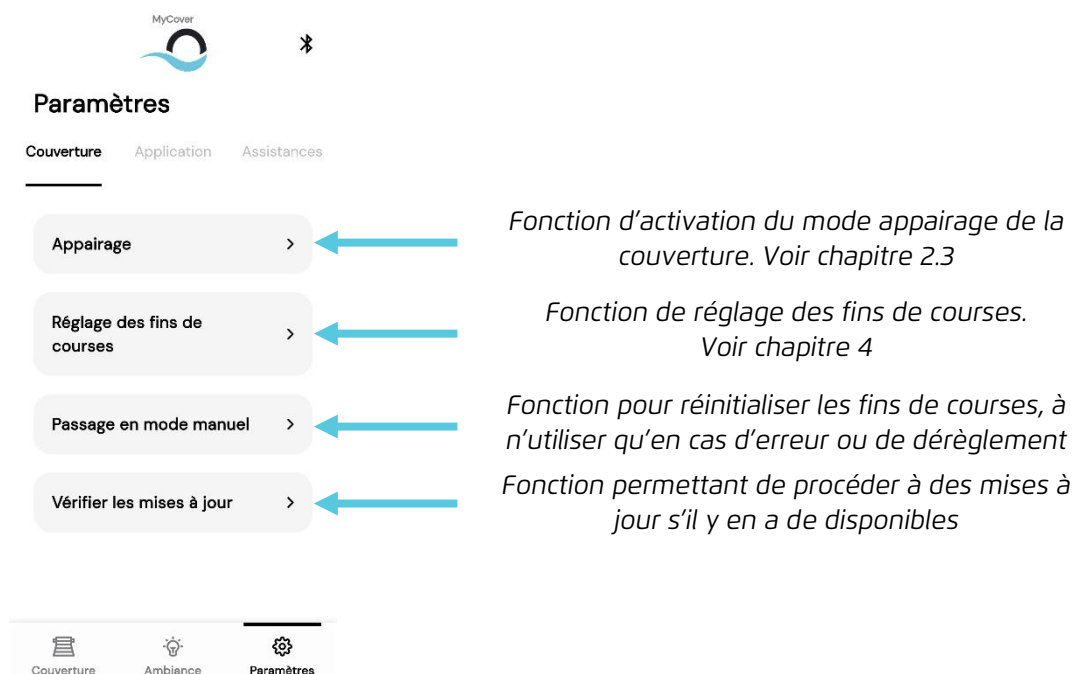 MyCover
Paramètres
Couverture Application Assistances
Appairage
Fonction d'activation du mode appairage de la
couverture. Voir chapitre 2.3
Réglage des fins de
courses
Fonction de réglage des fins de courses.
Voir chapitre 4
Passage en mode manuel
Fonction pour réinitialiser les fins de courses, à
n'utiliser qu'en cas d'erreur ou de dérèglement
Vérifier les mises à jour
Fonction permettant de procéder à des mises à
jour s'il y en a de disponibles
Couverture Ambiance Paramètres